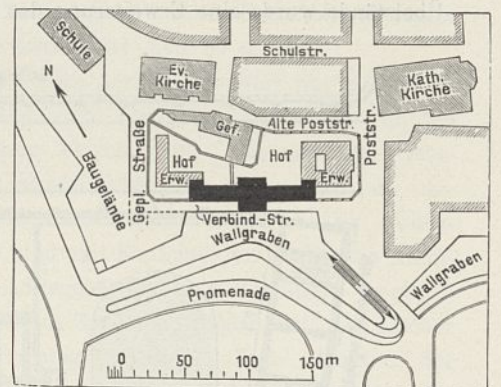 Schule
Schulstr.
Ev.
Kirche
Kath.
Kirche
N
Gef.
Alte Poststr.
Poststr.
Gepl. Straße
Hof
Hof
Baugelände
Erw.
Erw.
Verbind.-Str.
Wallgraben
Wallgraben
Promenade
0 50 100 150m